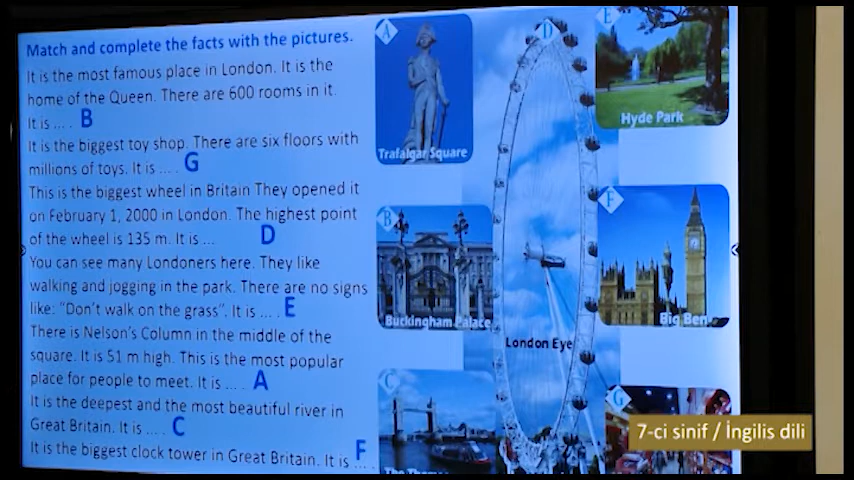 Match and complete the facts with the pictures.
It is the most famous place in London. It is the
home of the Queen. There are 600 rooms in it.
It is .... B
It is the biggest toy shop. There are six floors with
millions of toys. It is .... G
This is the biggest wheel in Britain They opened it
on February 1, 2000 in London. The highest point
of the wheel is 135 m. It is ... D
You can see many Londoners here. They like
walking and jogging in the park. There are no signs
like: “Don’t walk on the grass”. It is .... E
There is Nelson’s Column in the middle of the
square. It is 51 m high. This is the most popular
place for people to meet. It is .... A
It is the deepest and the most beautiful river in
Great Britain. It is .... C
It is the biggest clock tower in Great Britain. It is .... F
A
Trafalgar Square
D
London Eye
E
Hyde Park
B
Buckingham Palace
F
Big Ben
C
The
G
7-ci sinif / İngilis dili